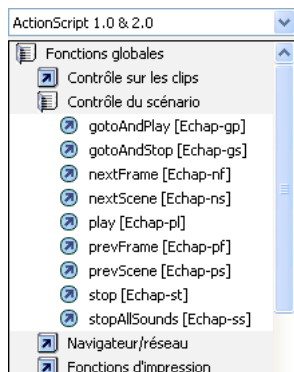 ActionScript 1.0 & 2.0
Fonctions globales
Contrôle sur les clips
Contrôle du scénario
gotoAndPlay [Echap-gp]
gotoAndStop [Echap-gs]
nextFrame [Echap-nf]
nextScene [Echap-ns]
play [Echap-pl]
prevFrame [Echap-pf]
prevScene [Echap-ps]
stop [Echap-st]
stopAllSounds [Echap-ss]
Navigateur/réseau
Fonctions d'impression